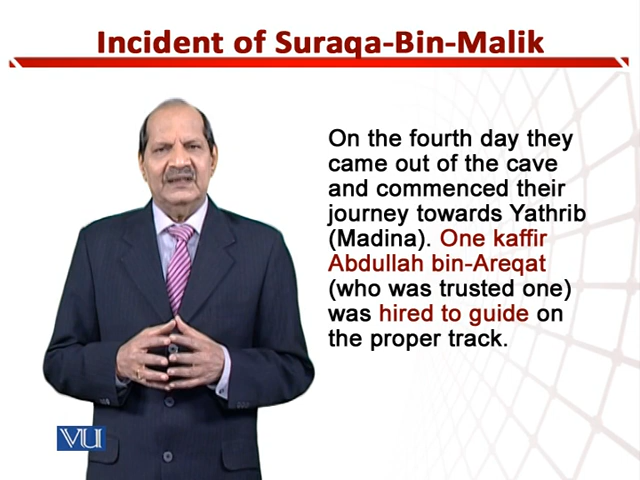 Incident of Suraqa-Bin-Malik
On the fourth day they
came out of the cave
and commenced their
journey towards Yathrib
(Madina). One kaffir
Abdullah bin-Areqat
(who was trusted one)
was hired to guide on
the proper track.
VU